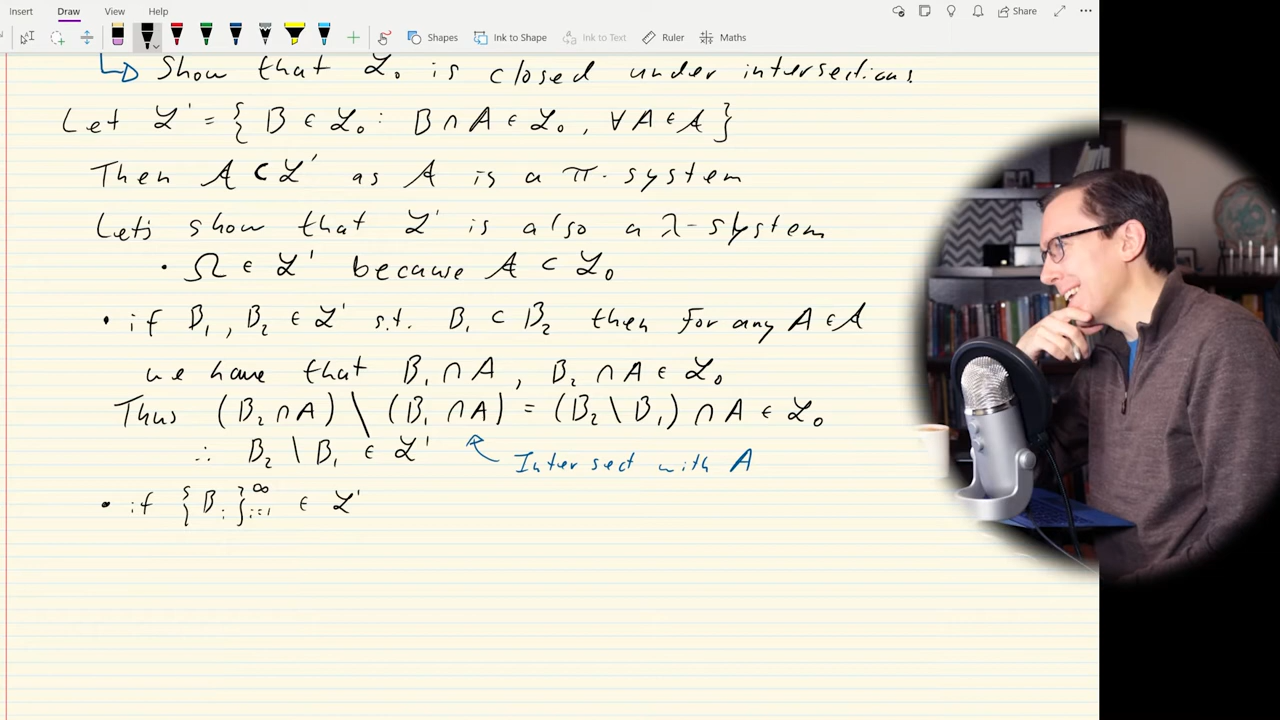 Insert Draw View Help Share
Shapes Ink to Shape Ink to Text Ruler Maths
↳ Show that ℒ₀ is closed under intersections.
Let ℒ' = { B ∈ ℒ₀ : B ∩ A ∈ ℒ₀ , ∀ A ∈ 𝒜 }
Then 𝒜 ⊂ ℒ' as 𝒜 is a π-system
Let's show that ℒ' is also a λ-system
• Ω ∈ ℒ' because 𝒜 ⊂ ℒ₀
• if B₁ , B₂ ∈ ℒ' s.t. B₁ ⊂ B₂ then for any A ∈ 𝒜
we have that B₁ ∩ A , B₂ ∩ A ∈ ℒ₀
Thus (B₂ ∩ A) \ (B₁ ∩ A) = (B₂ \ B₁) ∩ A ∈ ℒ₀
∴ B₂ \ B₁ ∈ ℒ'
Intersect with A
• if { Bᵢ }ᵢ₌₁^∞ ∈ ℒ'